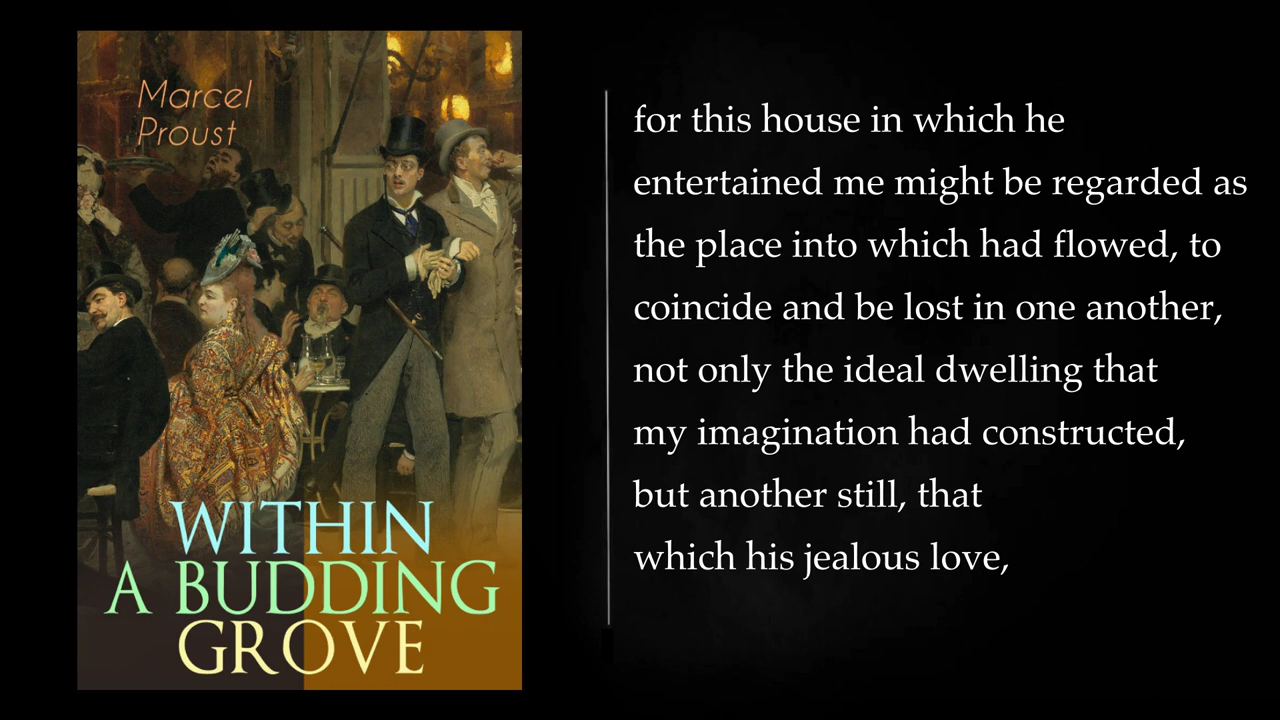 Marcel
Proust
WITHIN
A BUDDING
GROVE
for this house in which he
entertained me might be regarded as
the place into which had flowed, to
coincide and be lost in one another,
not only the ideal dwelling that
my imagination had constructed,
but another still, that
which his jealous love,